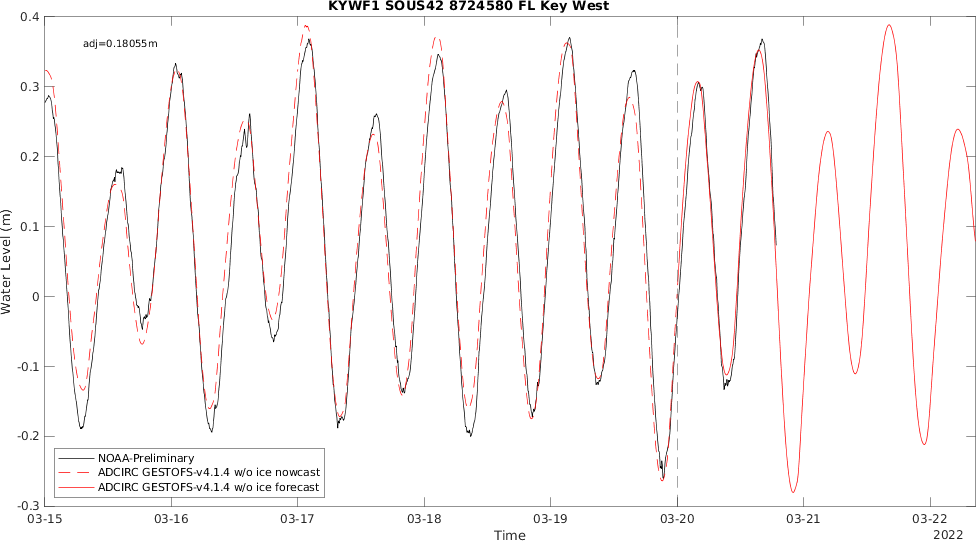 KYWF1 SOUS42 8724580 FL Key West
adj=0.18055m
0.4
0.3
0.2
0.1
0
-0.1
-0.2
-0.3
Water Level (m)
NOAA-Preliminary
ADCIRC GESTOFS-v4.1.4 w/o ice nowcast
ADCIRC GESTOFS-v4.1.4 w/o ice forecast
03-15 03-16 03-17 03-18 03-19 03-20 03-21 03-22
Time
2022